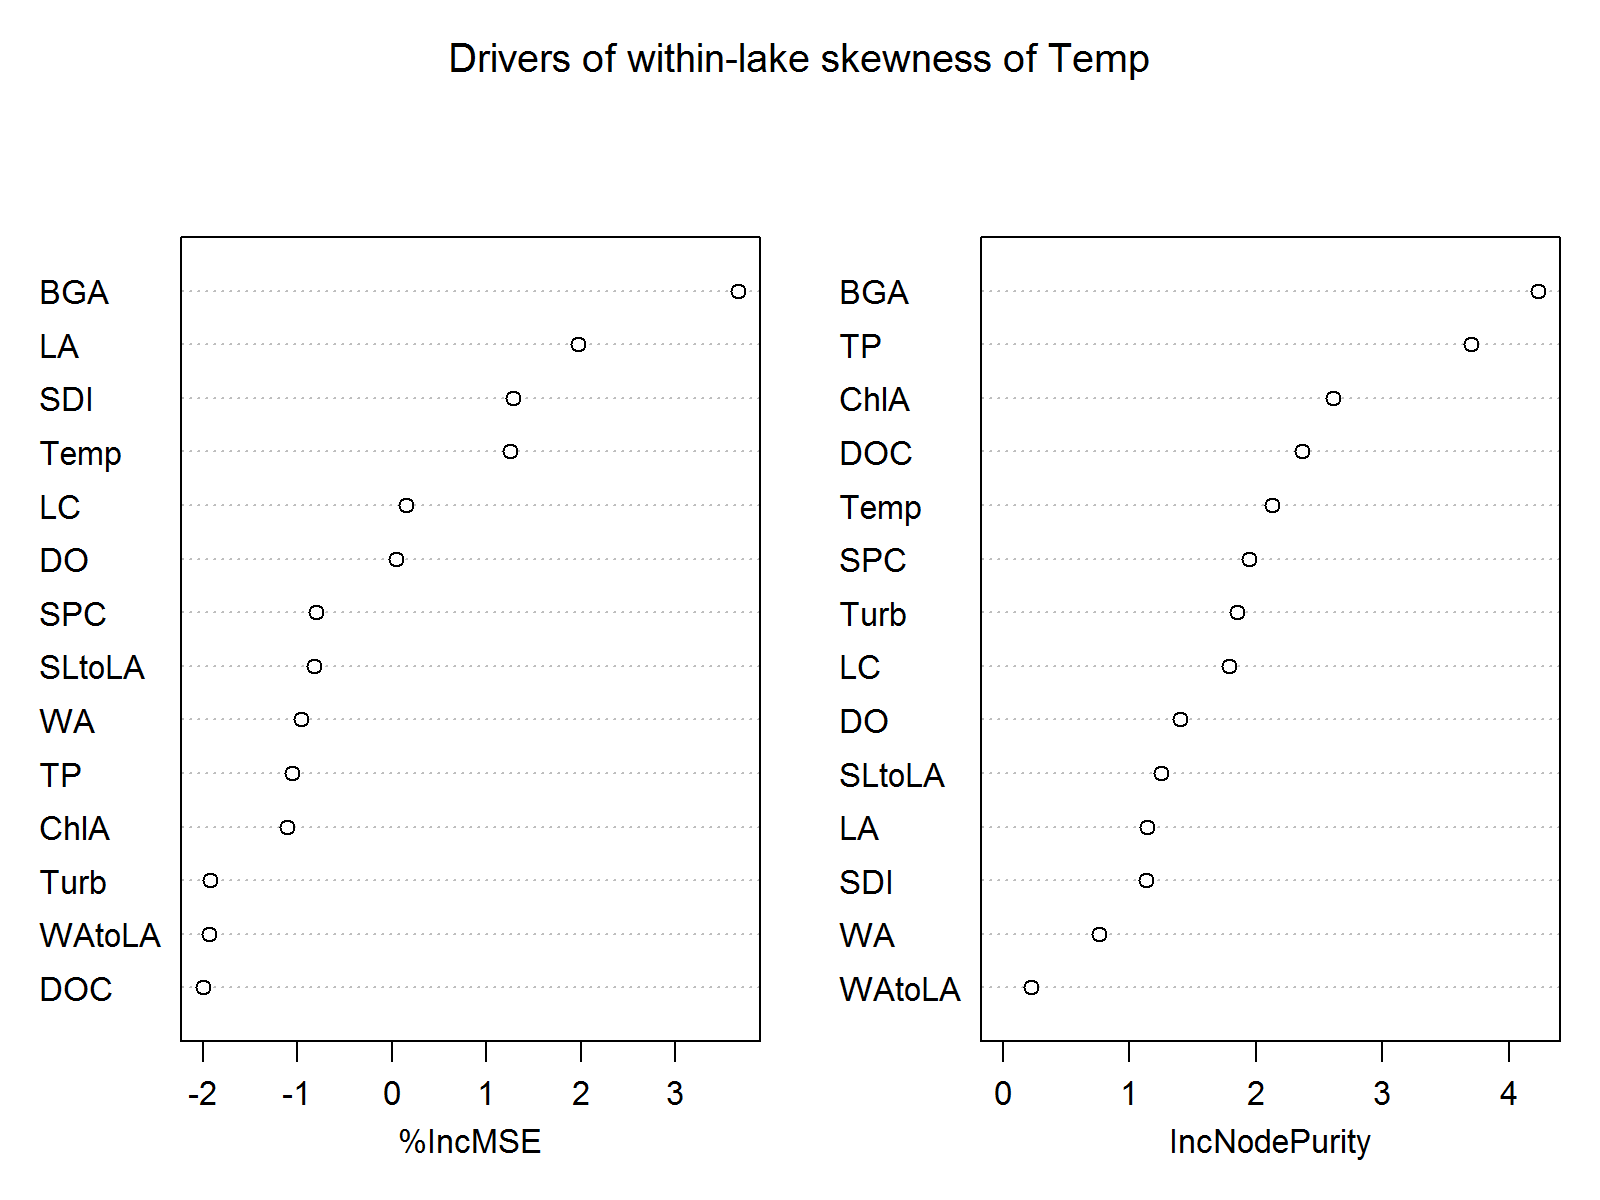 Drivers of within-lake skewness of Temp
BGA
LA
SDI
Temp
LC
DO
SPC
SLtoLA
WA
TP
ChlA
Turb
WAtoLA
DOC
-2 -1 0 1 2 3
%IncMSE
BGA
TP
ChlA
DOC
Temp
SPC
Turb
LC
DO
SLtoLA
LA
SDI
WA
WAtoLA
0 1 2 3 4
IncNodePurity